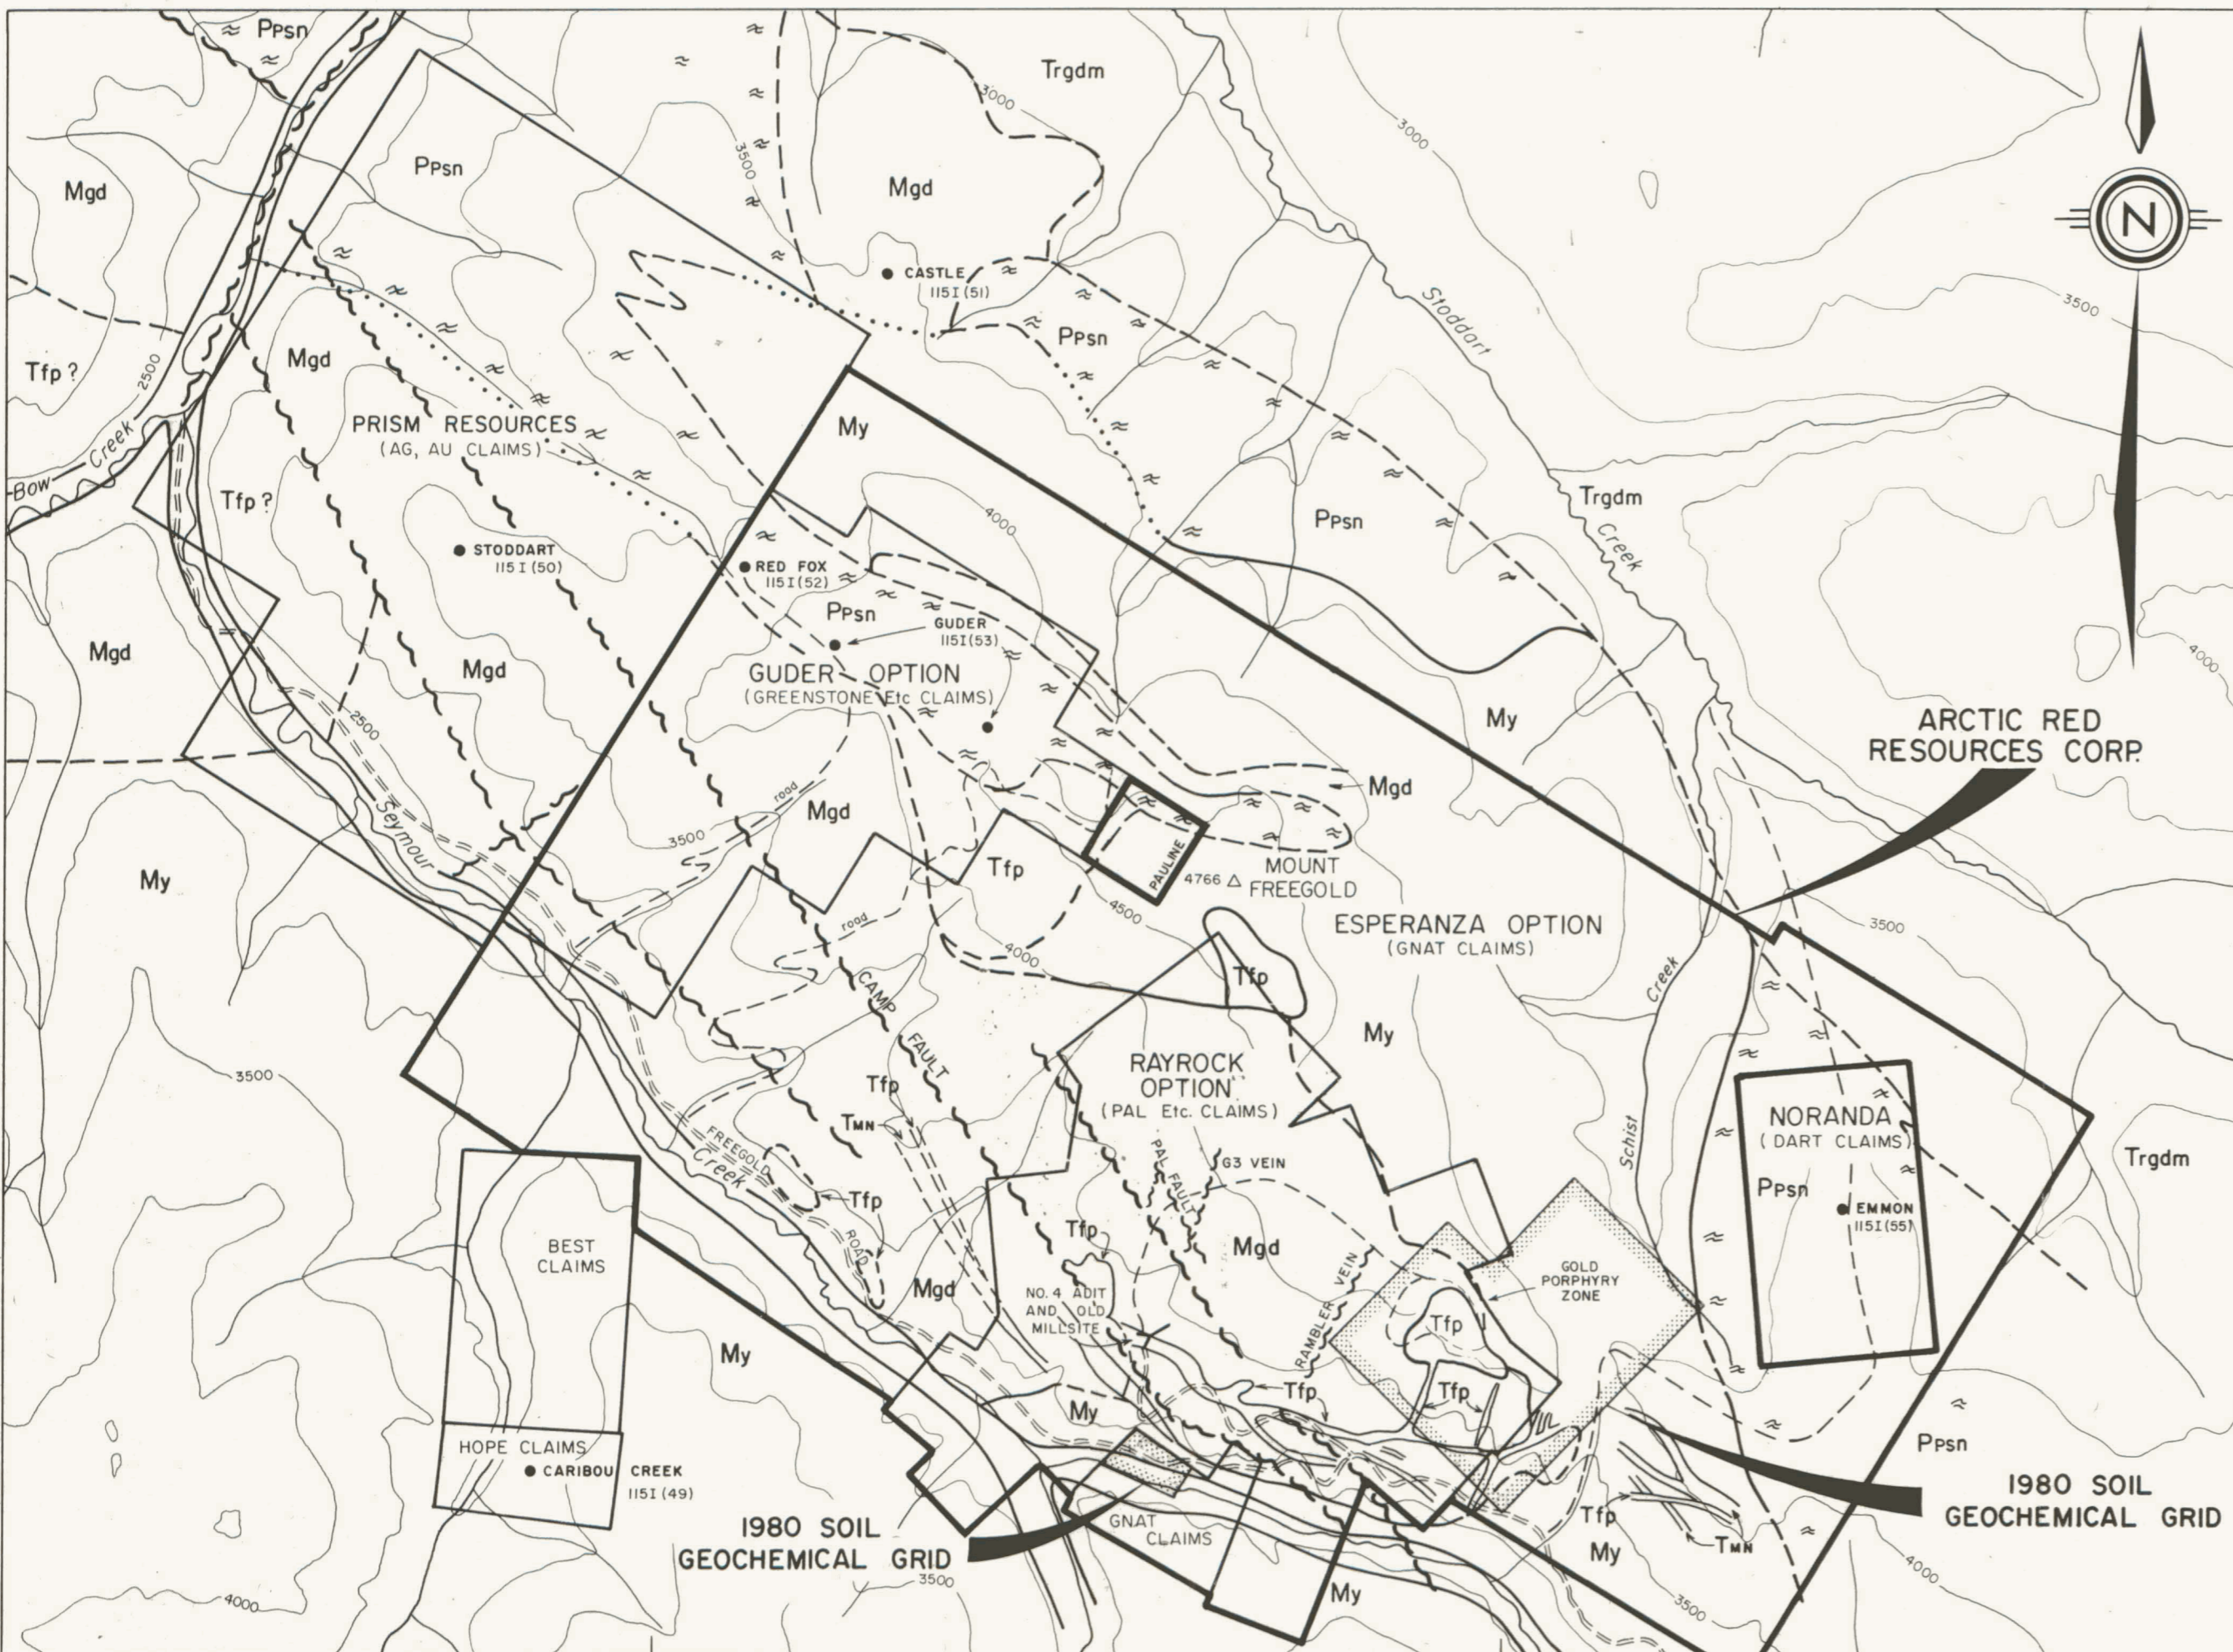 PPsn
Trgdm
3000
3000
3500
Mgd
PPsn
Mgd
N
CASTLE
115I(51)
3500
Stoddart
PPsn
Tfp ?
2500
Mgd
PRISM RESOURCES
(AG, AU CLAIMS)
My
Bow Creek
Tfp ?
4000
PPsn
Trgdm
Creek
STODDART
115I(50)
RED FOX
115I(52)
PPsn
GUDER
115I(53)
Mgd
Mgd
GUDER OPTION
(GREENSTONE Etc CLAIMS)
4000
2500
My
ARCTIC RED
RESOURCES CORP.
road
Mgd
Mgd
3500
Seymour
My
Tfp
PAULINE
MOUNT
FREEGOLD
4766
4500
road
4000
ESPERANZA OPTION
(GNAT CLAIMS)
3500
Tfp
Creek
CAMP
FAULT
My
3500
RAYROCK
OPTION
(PAL Etc. CLAIMS)
Tfp
TMN
NORANDA
(DART CLAIMS)
Schist
FREEGOLD
Creek
PAL FAULT
G3 VEIN
Trgdm
PPsn
Tfp
EMMON
115I(55)
ROAD
Tfp
Mgd
BEST
CLAIMS
Mgd
NO. 4 ADIT
AND OLD
MILLSITE
RAMBLER VEIN
GOLD
PORPHYRY
ZONE
Tfp
My
Tfp
Tfp
My
HOPE CLAIMS
CARIBOU CREEK
115I(49)
PPsn
1980 SOIL
GEOCHEMICAL GRID
1980 SOIL
GEOCHEMICAL GRID
GNAT
CLAIMS
Tfp
My
TMN
3500
4000
My
3500
4000